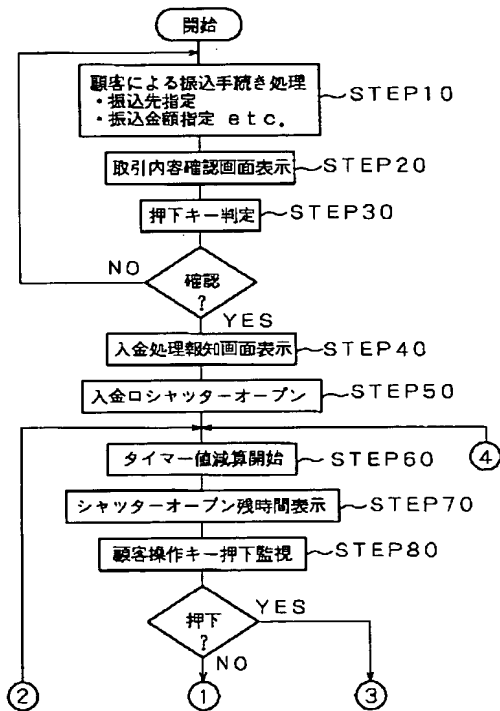 開始
顧客による振込手続き処理
・振込先指定
・振込金額指定 etc.
STEP10
取引内容確認画面表示
STEP20
押下キー判定
STEP30
NO
確認
?
YES
入金処理報知画面表示
STEP40
入金口シャッターオープン
STEP50
④
タイマー値減算開始
STEP60
シャッターオープン残時間表示
STEP70
顧客操作キー押下監視
STEP80
押下
?
YES
NO
②
①
③